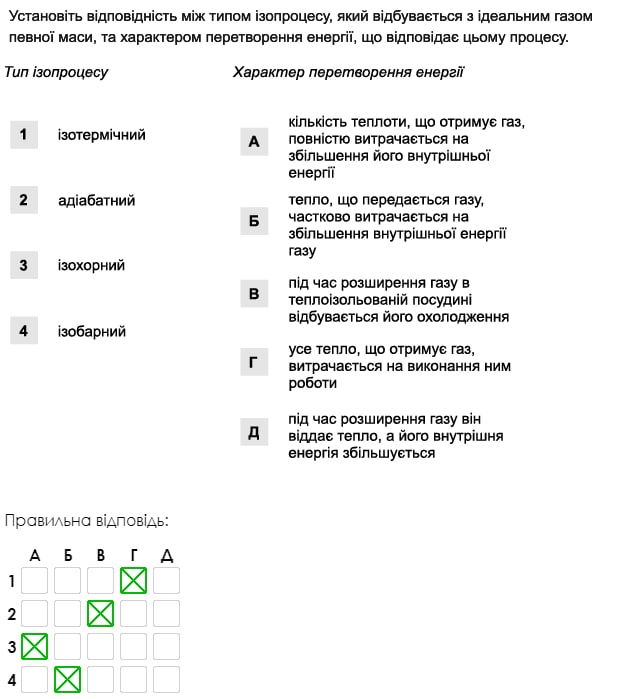 Установіть відповідність між типом ізопроцесу, який відбувається з ідеальним газом
певної маси, та характером перетворення енергії, що відповідає цьому процесу.
Тип ізопроцесу
Характер перетворення енергії
1 ізотермічний
2 адіабатний
3 ізохорний
4 ізобарний
А кількість теплоти, що отримує газ,
повністю витрачається на
збільшення його внутрішньої
енергії
Б тепло, що передається газу,
частково витрачається на
збільшення внутрішньої енергії
газу
В під час розширення газу в
теплоізольованій посудині
відбувається його охолодження
Г усе тепло, що отримує газ,
витрачається на виконання ним
роботи
Д під час розширення газу він
віддає тепло, а його внутрішня
енергія збільшується
Правильна відповідь:
А Б В Г Д
1
2
3
4